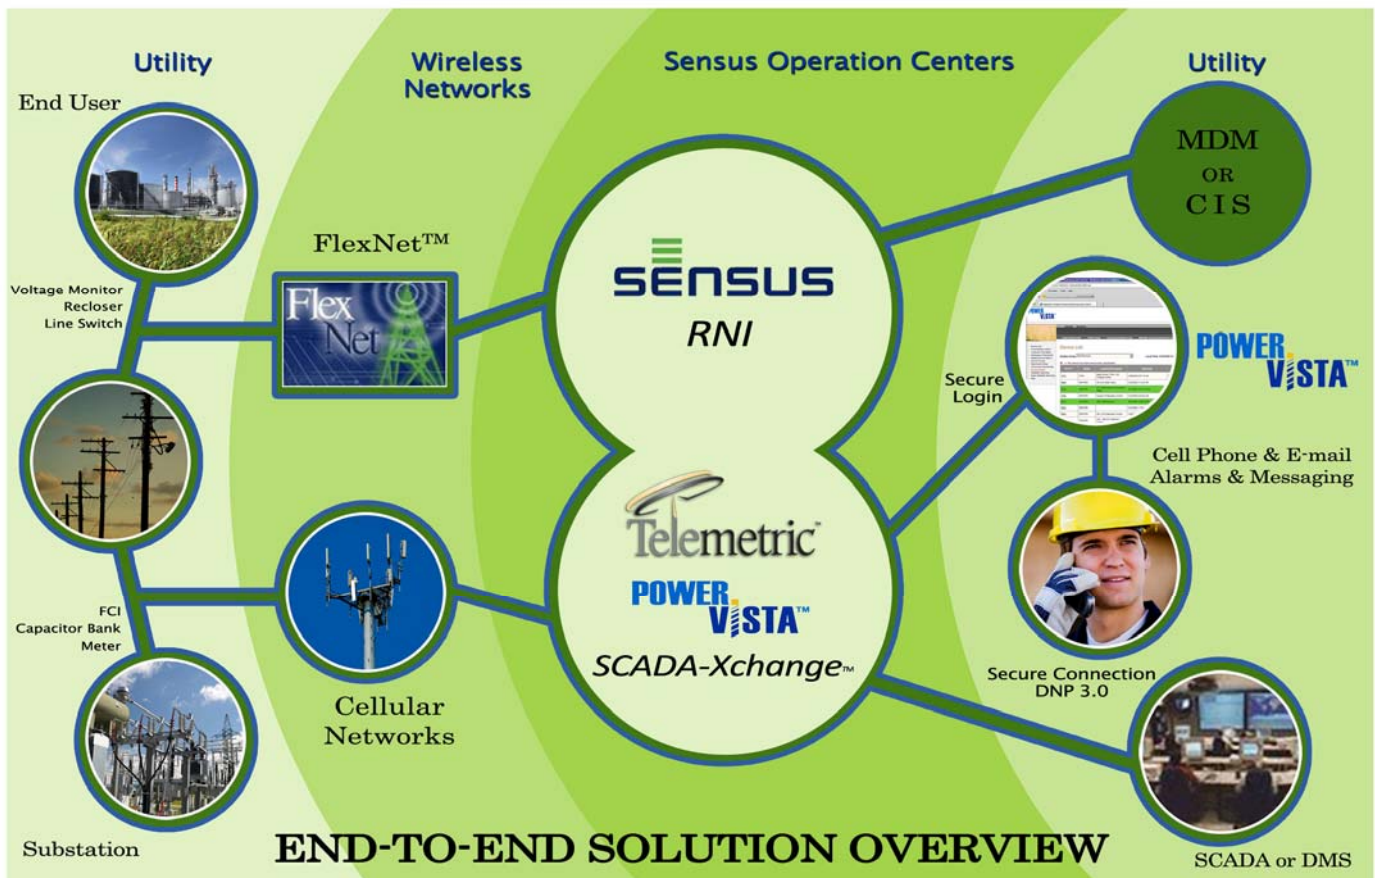 Utility
Wireless
Networks
Sensus Operation Centers
Utility
End User
Voltage Monitor
Recloser
Line Switch
FCI
Capacitor Bank
Meter
Substation
FlexNet™
Flex
Net
Cellular
Networks
SENSUS
RNI
Telemetric™
POWER
VISTA™
SCADA-Xchange™
MDM
OR
CIS
Secure
Login
POWER
VISTA™
POWER
VISTA™
Cell Phone & E-mail
Alarms & Messaging
Secure Connection
DNP 3.0
SCADA or DMS
END-TO-END SOLUTION OVERVIEW